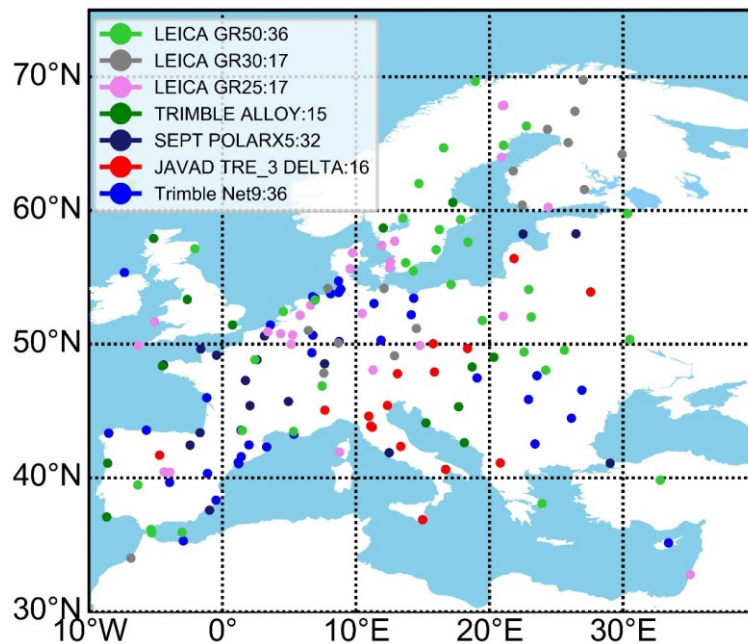 LEICA GR50:36
LEICA GR30:17
LEICA GR25:17
TRIMBLE ALLOY:15
SEPT POLARX5:32
JAVAD TRE_3 DELTA:16
Trimble Net9:36
70°N
60°N
50°N
40°N
30°N
10°W
0°
10°E
20°E
30°E